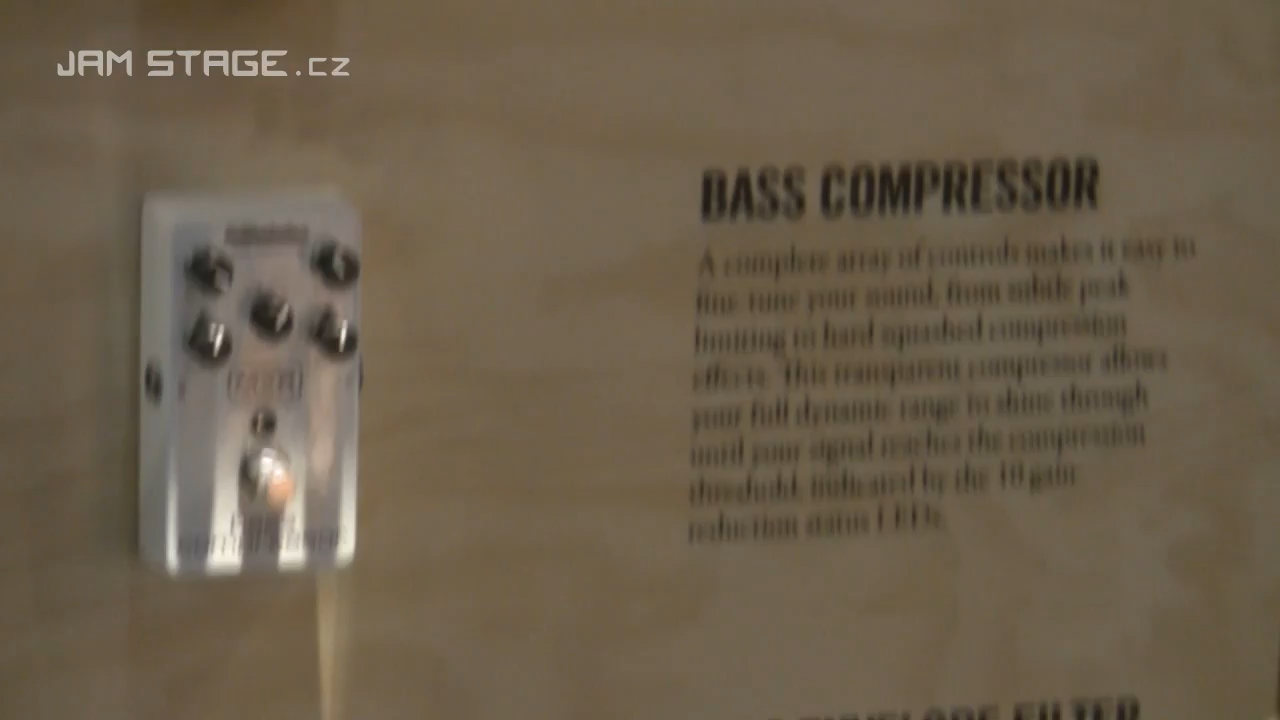 JAM STAGE.cz
BASS COMPRESSOR
A complete array of controls makes it easy to
fine-tune your sound, from subtle peak
limiting to hard squashed compression
effects. This transparent compressor allows
your full dynamic range to shine through
until your signal reaches the compression
threshold, indicated by the 10 gain
reduction status LEDs.
ENVELOPE FILTER